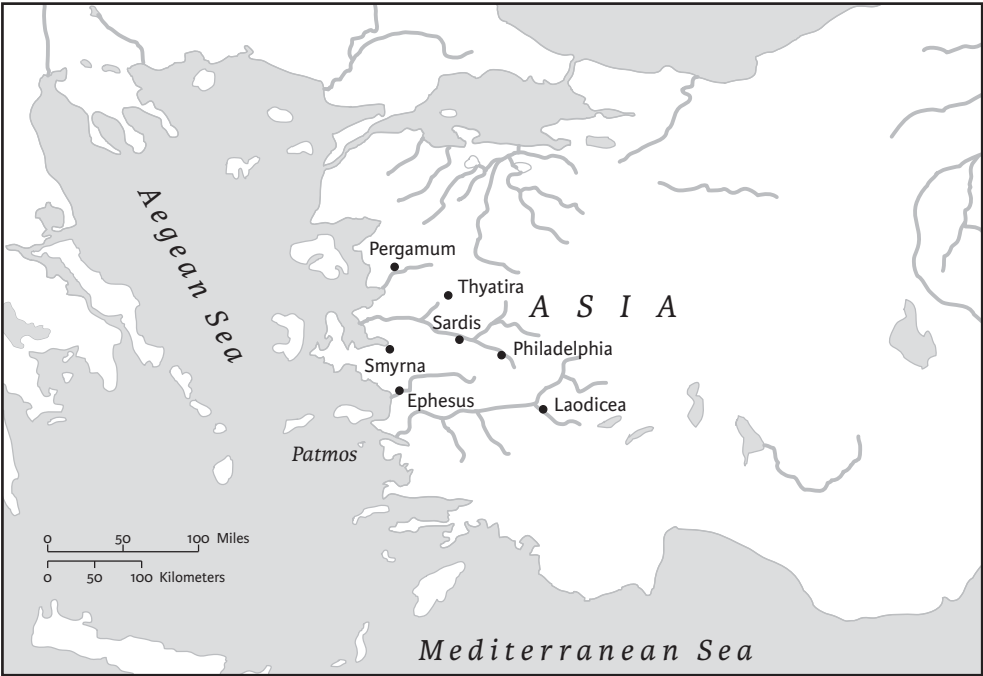 Aegean Sea
Pergamum
Thyatira
ASIA
Sardis
Philadelphia
Smyrna
Ephesus
Laodicea
Patmos
0 50 100 Miles
0 50 100 Kilometers
Mediterranean Sea